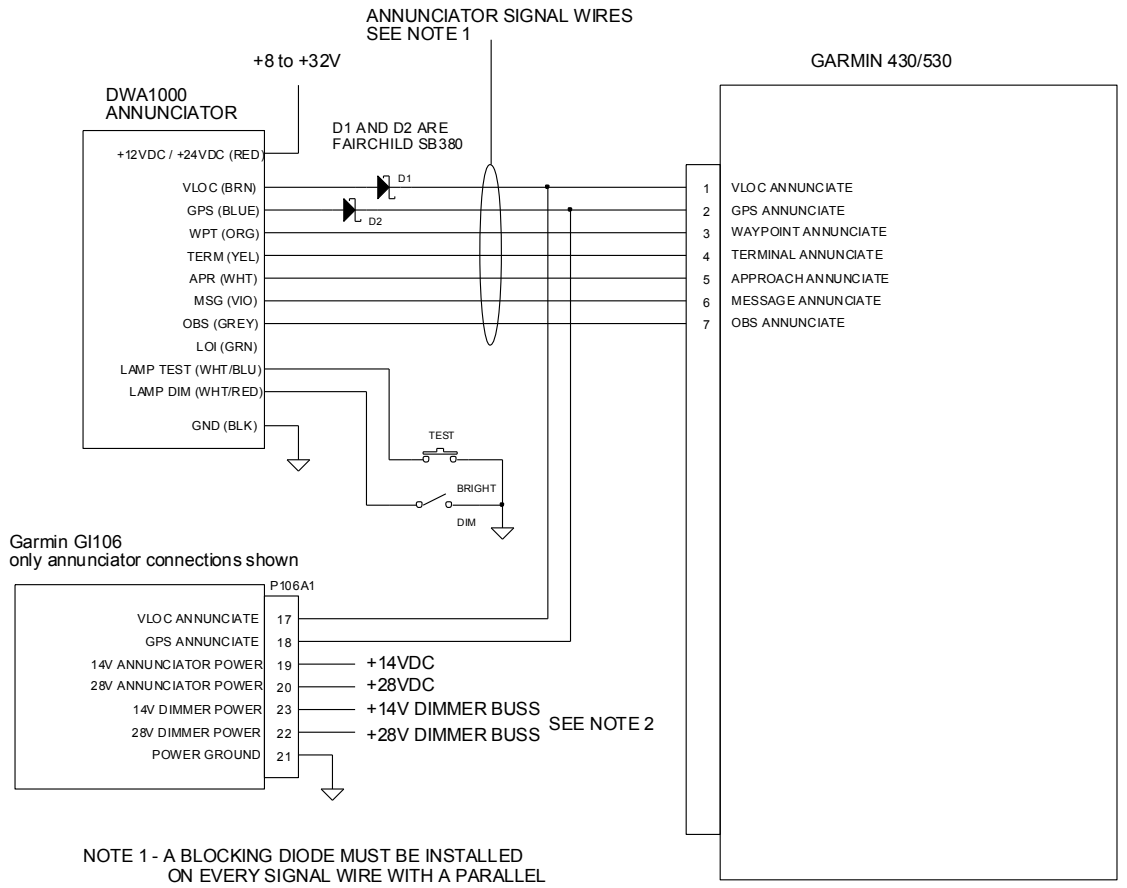 ANNUNCIATOR SIGNAL WIRES
SEE NOTE 1
+8 to +32V
GARMIN 430/530
DWA1000
ANNUNCIATOR
D1 AND D2 ARE
FAIRCHILD SB380
+12VDC / +24VDC (RED)
VLOC (BRN)
D1
1
VLOC ANNUNCIATE
GPS (BLUE)
D2
2
GPS ANNUNCIATE
WPT (ORG)
3
WAYPOINT ANNUNCIATE
TERM (YEL)
4
TERMINAL ANNUNCIATE
APR (WHT)
5
APPROACH ANNUNCIATE
MSG (VIO)
6
MESSAGE ANNUNCIATE
OBS (GREY)
7
OBS ANNUNCIATE
LOI (GRN)
LAMP TEST (WHT/BLU)
LAMP DIM (WHT/RED)
GND (BLK)
TEST
BRIGHT
DIM
Garmin GI106
only annunciator connections shown
P106A1
VLOC ANNUNCIATE
17
GPS ANNUNCIATE
18
14V ANNUNCIATOR POWER
19
+14VDC
28V ANNUNCIATOR POWER
20
+28VDC
14V DIMMER POWER
23
+14V DIMMER BUSS
SEE NOTE 2
28V DIMMER POWER
22
+28V DIMMER BUSS
POWER GROUND
21
NOTE 1 - A BLOCKING DIODE MUST BE INSTALLED
ON EVERY SIGNAL WIRE WITH A PARALLEL